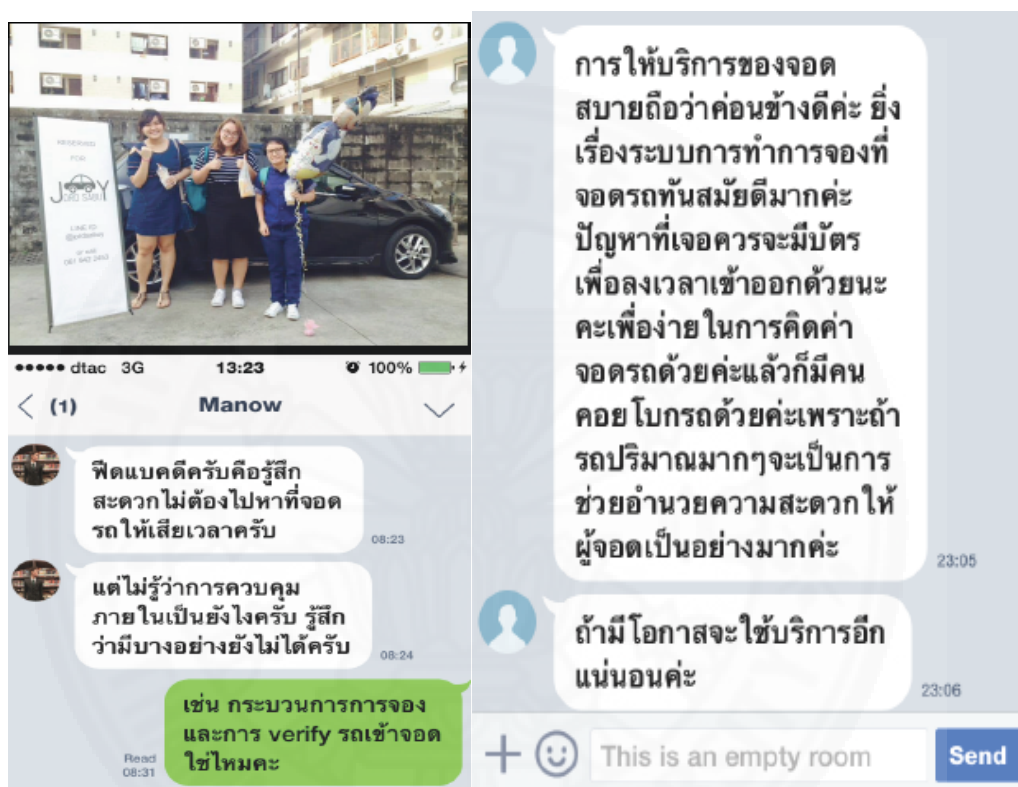 RESERVED
FOR
JOY
JORD SABUY
LINE ID:
or call
dtac 3G 13:23 100%
(1) Manow
ฟีดแบคดีครับคือรู้สึก
สะดวกไม่ต้องไปหาที่จอด
รถให้เสียเวลาครับ
08:23
แต่ไม่รู้ว่าการควบคุม
ภายในเป็นยังไงครับ รู้สึก
ว่ามีบางอย่างยังไม่ได้ครับ
08:24
เช่น กระบวนการการจอง
และการ verify รถเข้าจอด
ใช่ไหมคะ
Read
08:31
การให้บริการของจอด
สบายถือว่าค่อนข้างดีค่ะ ยิ่ง
เรื่องระบบการทำการจองที่
จอดรถทันสมัยดีมากค่ะ
ปัญหาที่เจอควรจะมีบัตร
เพื่อลงเวลาเข้าออกด้วยนะ
คะเพื่อง่ายในการคิดค่า
จอดรถด้วยค่ะแล้วก็มีคน
คอยโบกรถด้วยค่ะเพราะถ้า
รถปริมาณมากๆจะเป็นการ
ช่วยอำนวยความสะดวกให้
ผู้จอดเป็นอย่างมากค่ะ
23:05
ถ้ามีโอกาสจะใช้บริการอีก
แน่นอนค่ะ
23:06
This is an empty room
Send